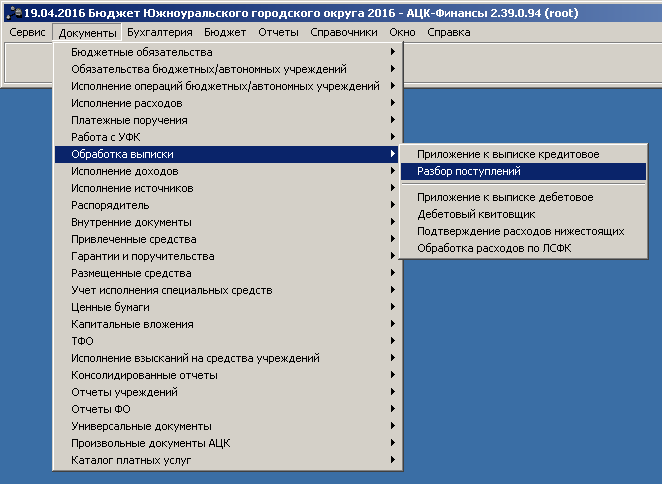 19.04.2016 Бюджет Южноуральского городского округа 2016 - АЦК-Финансы 2.39.0.94 (root)
Сервис Документы Бухгалтерия Бюджет Отчеты Справочники Окно Справка
Бюджетные обязательства
Обязательства бюджетных/автономных учреждений
Исполнение операций бюджетных/автономных учреждений
Исполнение расходов
Платежные поручения
Работа с УФК
Обработка выписки
Исполнение доходов
Исполнение источников
Распорядитель
Внутренние документы
Привлеченные средства
Гарантии и поручительства
Размещенные средства
Учет исполнения специальных средств
Ценные бумаги
Капитальные вложения
ТФО
Исполнение взысканий на средства учреждений
Консолидированные отчеты
Отчеты учреждений
Отчеты ФО
Универсальные документы
Произвольные документы АЦК
Каталог платных услуг
Приложение к выписке кредитовое
Разбор поступлений
Приложение к выписке дебетовое
Дебетовый квитовщик
Подтверждение расходов нижестоящих
Обработка расходов по ЛСФК